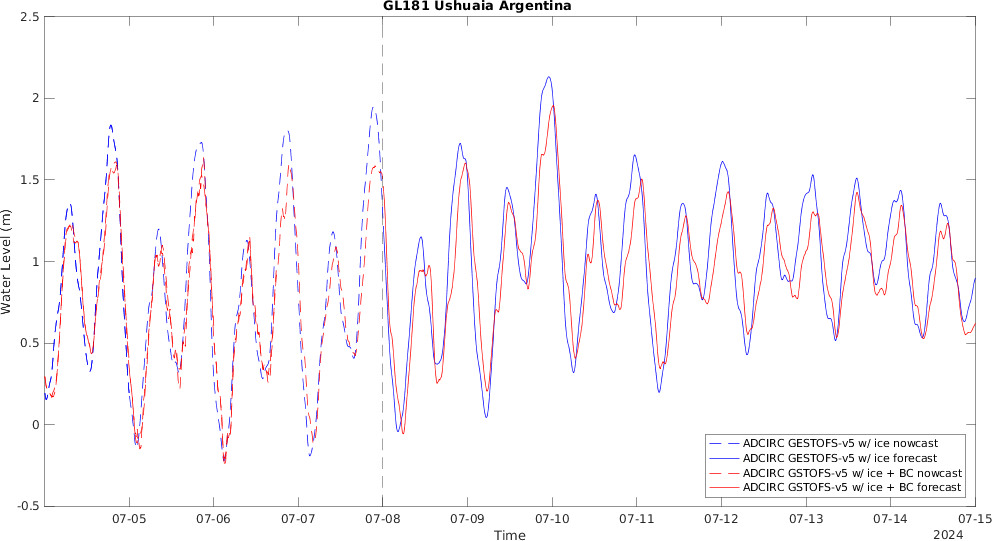 GL181 Ushuaia Argentina
2.5
2
1.5
1
0.5
0
-0.5
Water Level (m)
ADCIRC GESTOFS-v5 w/ ice nowcast
ADCIRC GESTOFS-v5 w/ ice forecast
ADCIRC GSTOFS-v5 w/ ice + BC nowcast
ADCIRC GSTOFS-v5 w/ ice + BC forecast
07-05 07-06 07-07 07-08 07-09 07-10 07-11 07-12 07-13 07-14 07-15
Time
2024